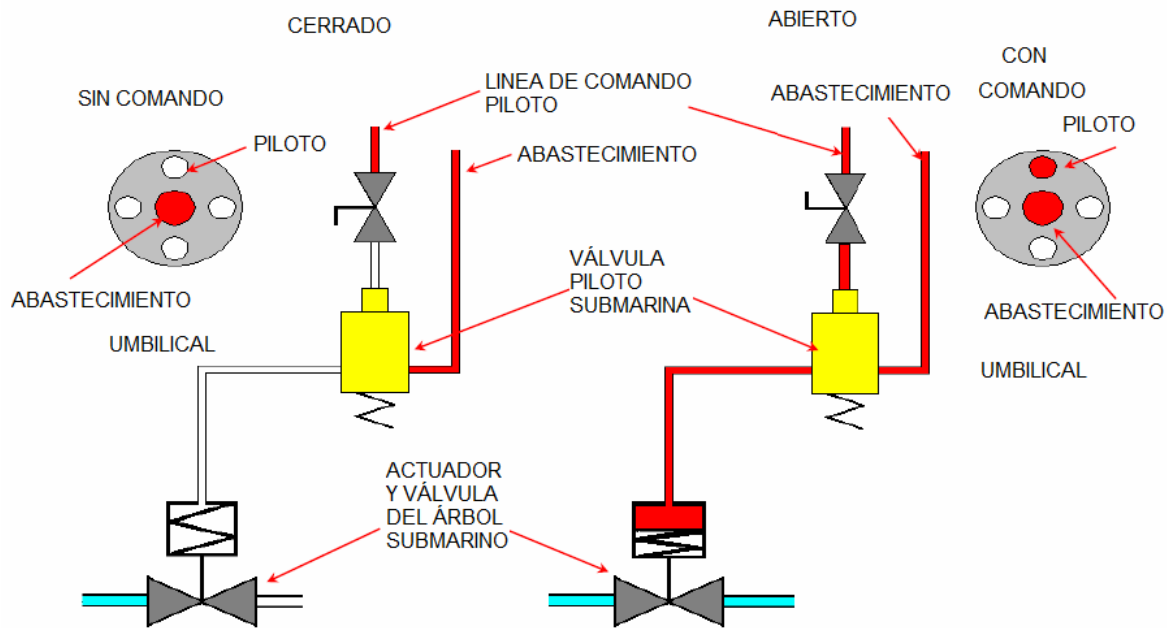 CERRADO
ABIERTO
SIN COMANDO
LINEA DE COMANDO
PILOTO
CON
COMANDO
ABASTECIMIENTO
PILOTO
PILOTO
ABASTECIMIENTO
ABASTECIMIENTO
UMBILICAL
VÁLVULA
PILOTO
SUBMARINA
ABASTECIMIENTO
UMBILICAL
ACTUADOR
Y VÁLVULA
DEL ÁRBOL
SUBMARINO